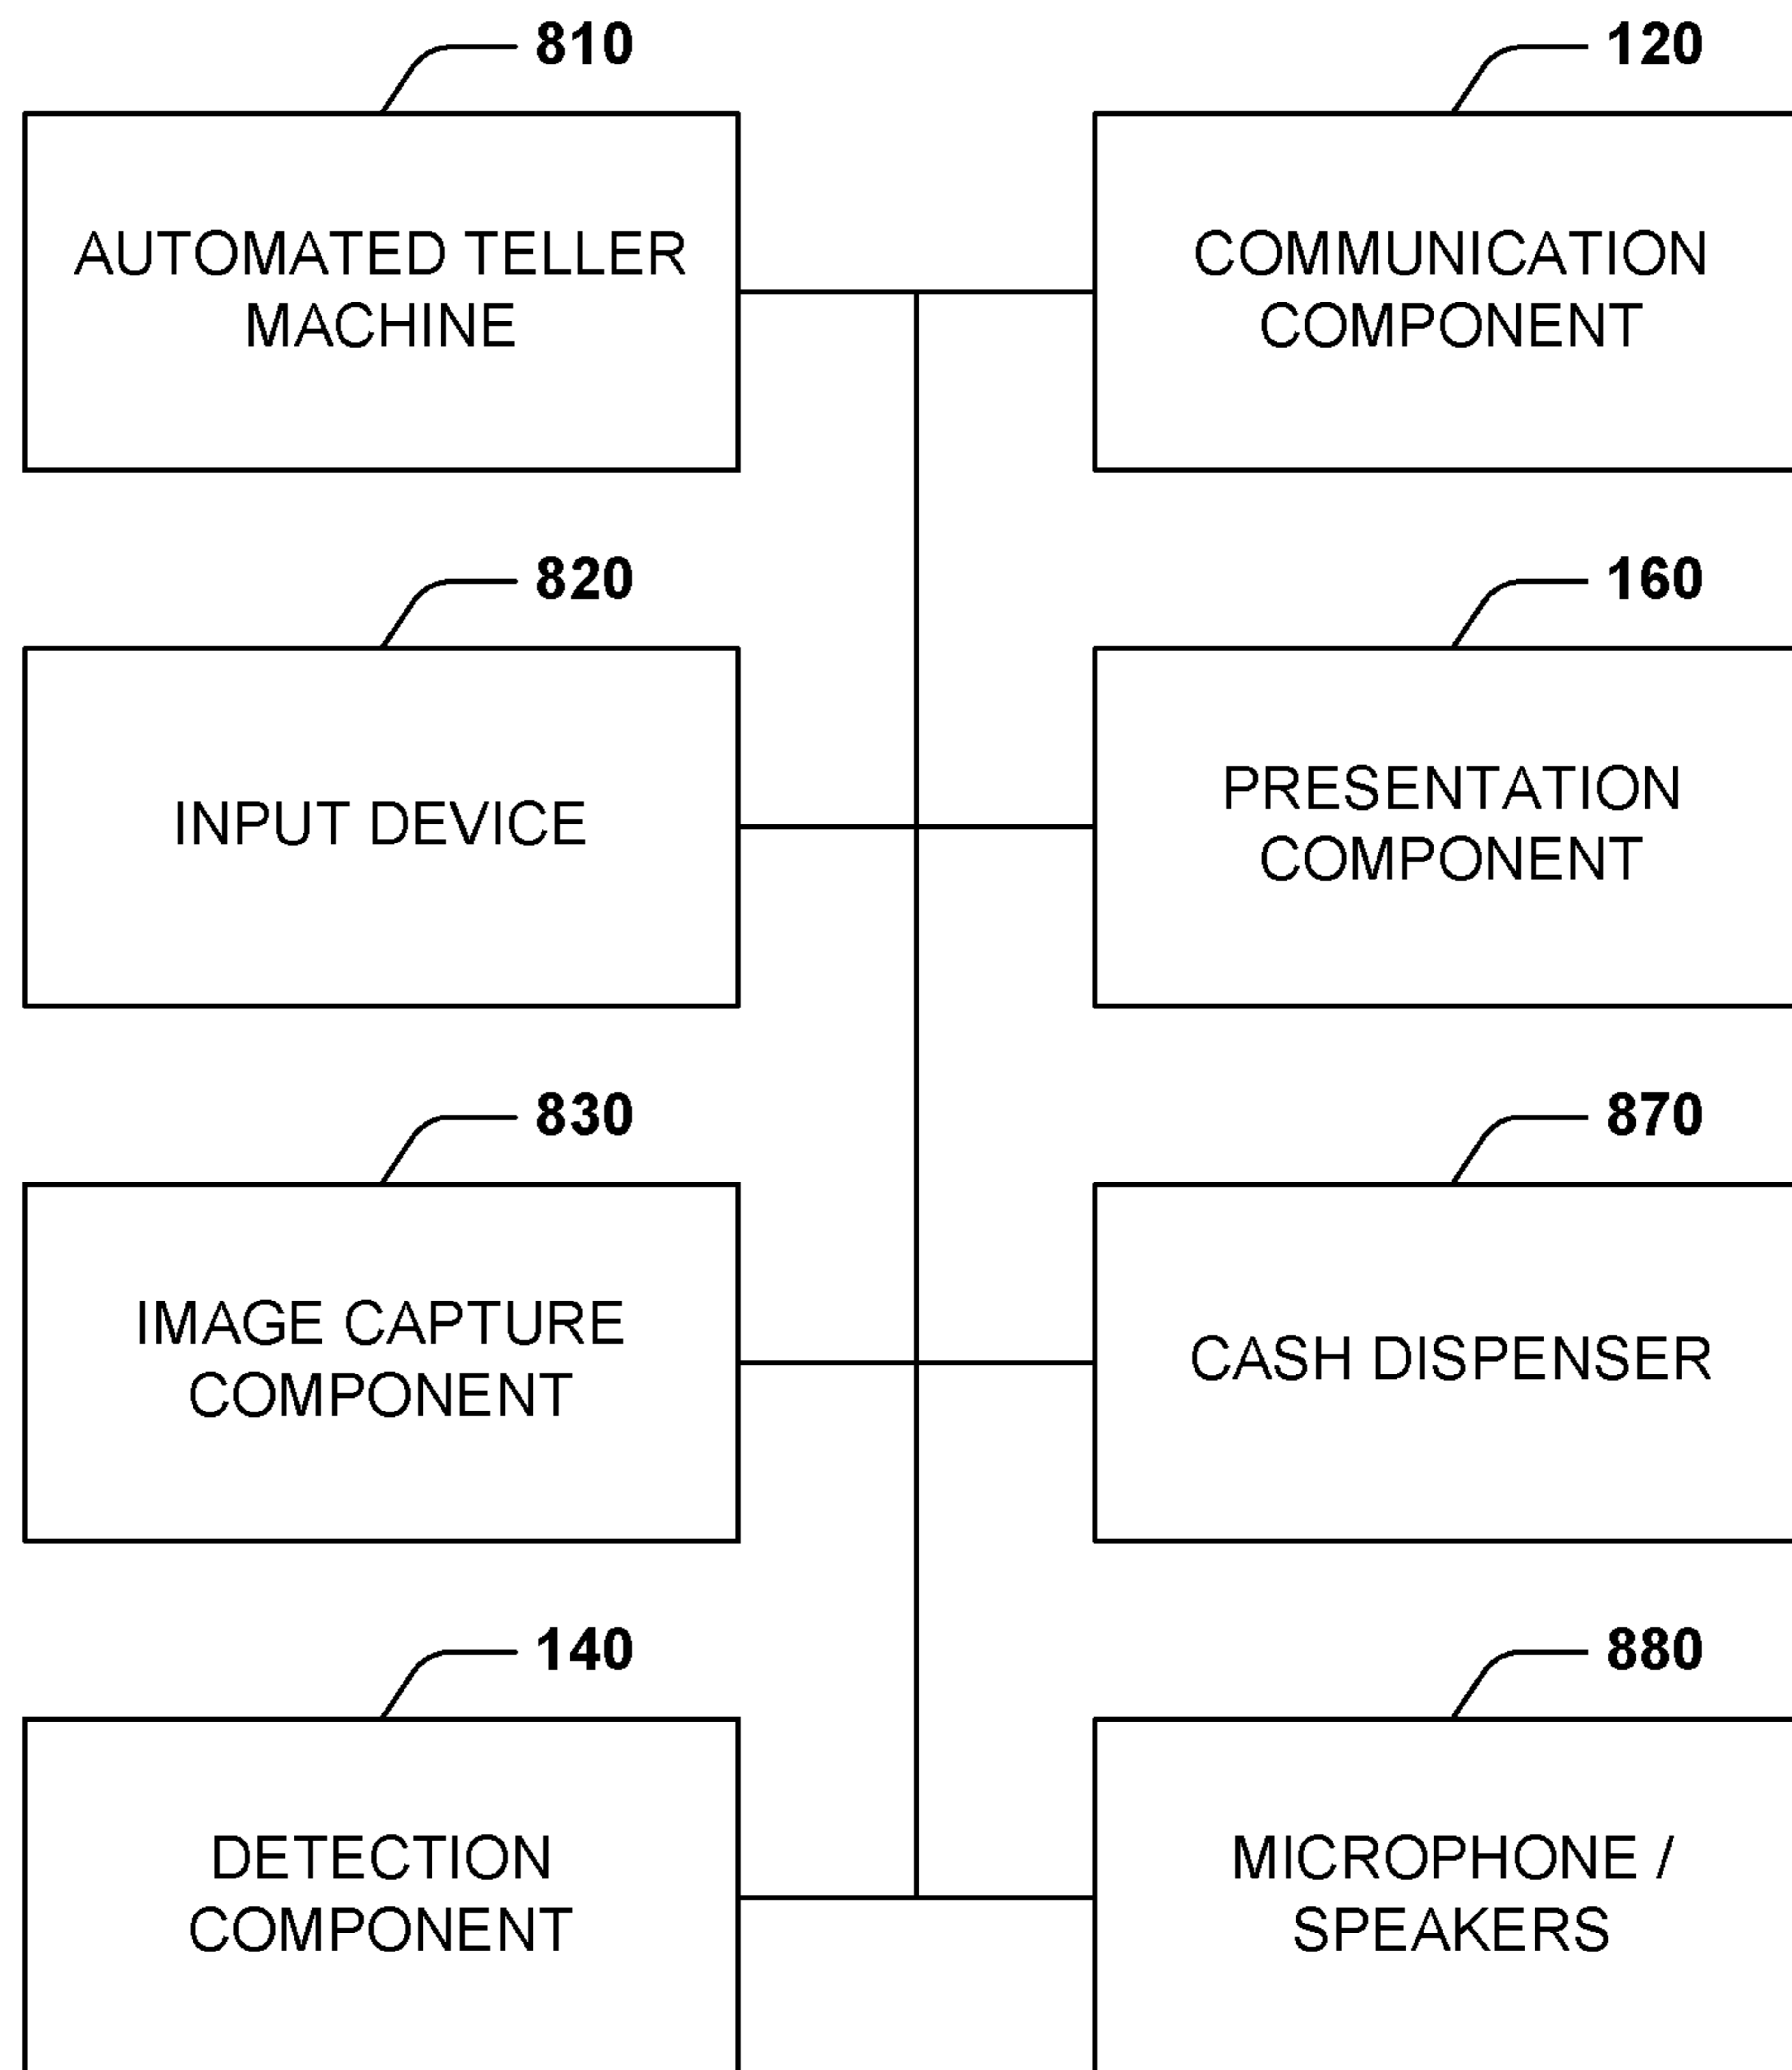 810
120
AUTOMATED TELLER
MACHINE
COMMUNICATION
COMPONENT
820
160
INPUT DEVICE
PRESENTATION
COMPONENT
830
870
IMAGE CAPTURE
COMPONENT
CASH DISPENSER
140
880
DETECTION
COMPONENT
MICROPHONE /
SPEAKERS